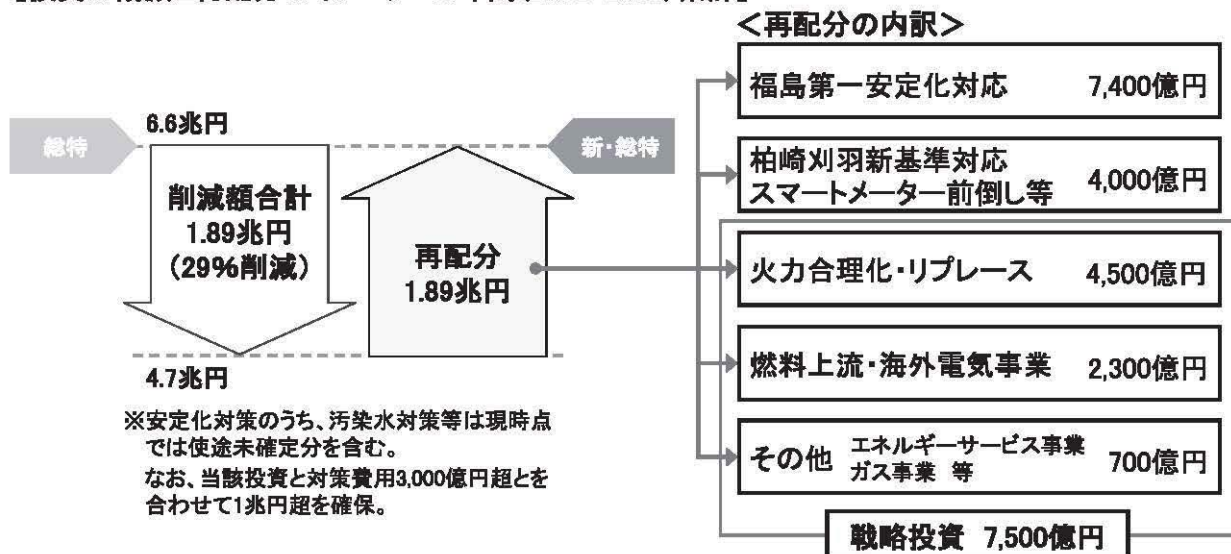 ＜再配分の内訳＞
総特
6.6兆円
新・総特
削減額合計
1.89兆円
（29%削減）
再配分
1.89兆円
4.7兆円
※安定化対策のうち、汚染水対策等は現時点
では使途未確定分を含む。
なお、当該投資と対策費用3,000億円超とを
合わせて1兆円超を確保。
福島第一安定化対応 7,400億円
柏崎刈羽新基準対応
スマートメーター前倒し等 4,000億円
火力合理化・リプレース 4,500億円
燃料上流・海外電気事業 2,300億円
その他 エネルギーサービス事業
ガス事業 等 700億円
戦略投資 7,500億円